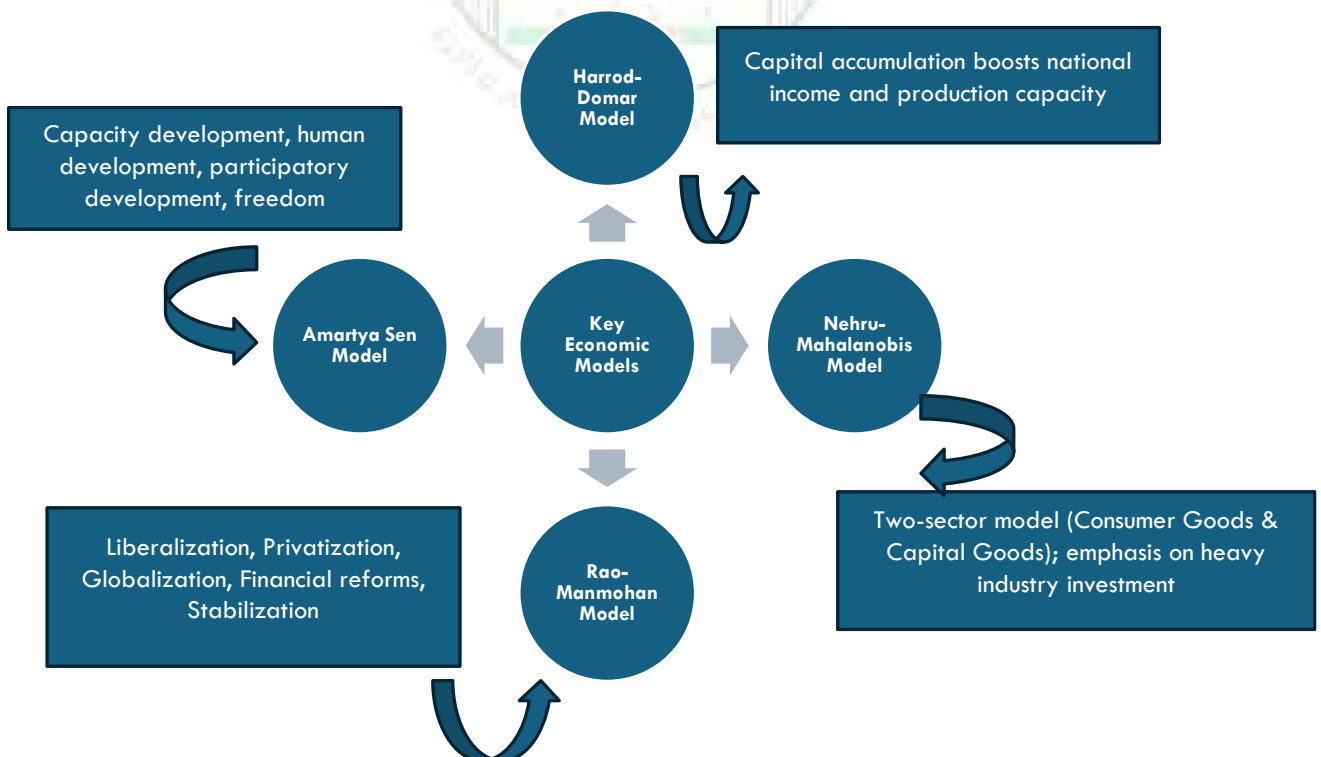 Harrod-
Domar
Model
Capital accumulation boosts national
income and production capacity
Capacity development, human
development, participatory
development, freedom
Amartya Sen
Model
Key
Economic
Models
Nehru-
Mahalanobis
Model
Liberalization, Privatization,
Globalization, Financial reforms,
Stabilization
Rao-
Manmohan
Model
Two-sector model (Consumer Goods &
Capital Goods); emphasis on heavy
industry investment